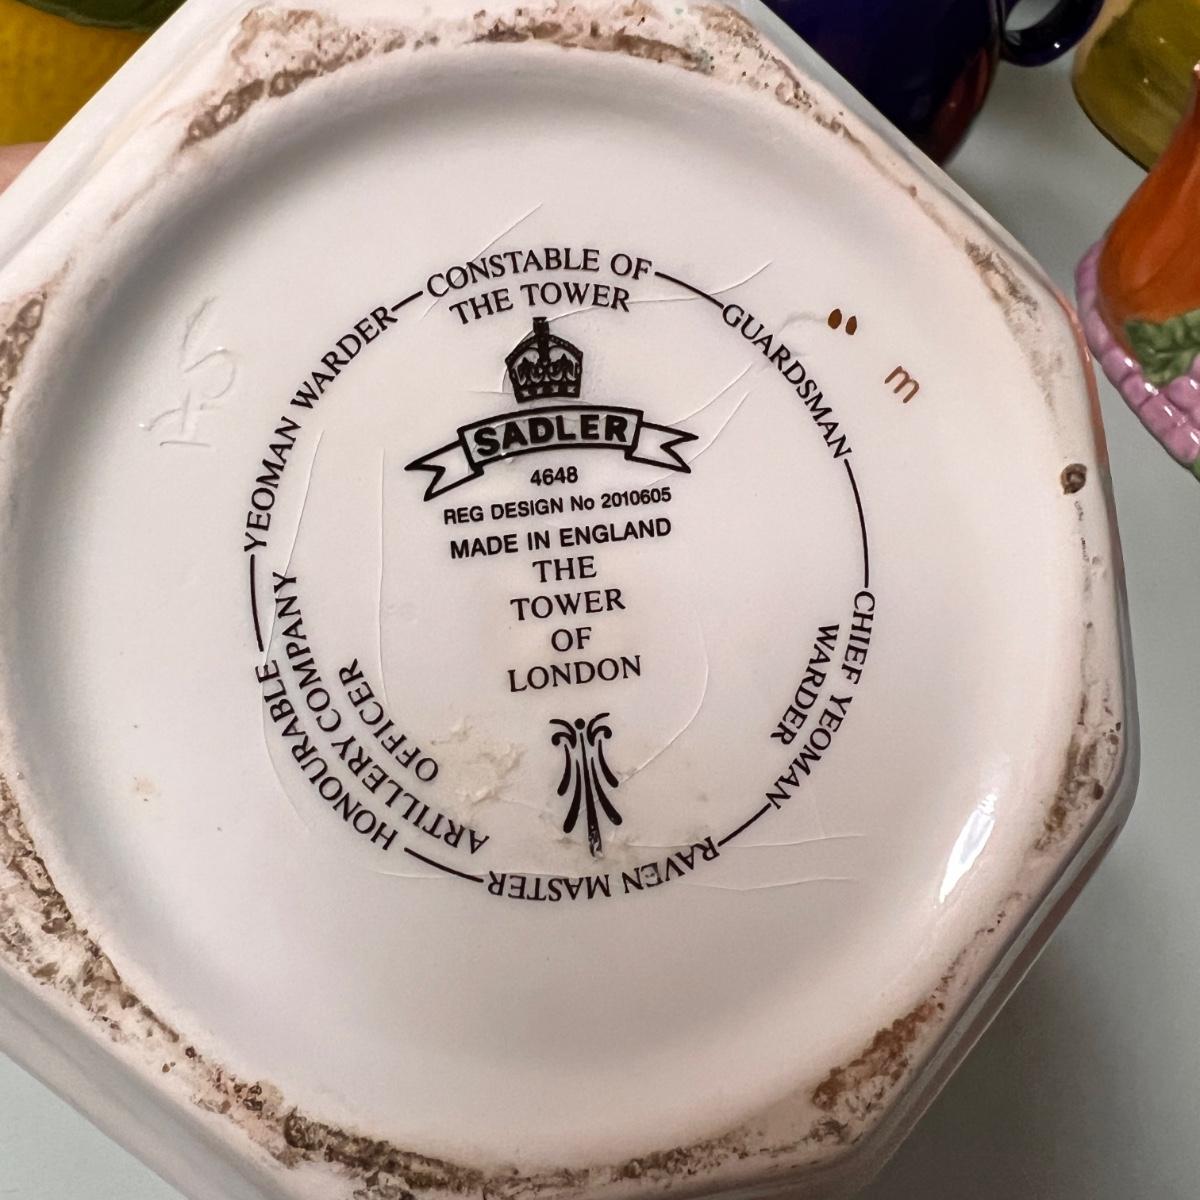 CONSTABLE OF
THE TOWER
GUARDSMAN
CHIEF YEOMAN
WARDER
RAVEN MASTER
HONOURABLE
ARTILLERY COMPANY
OFFICER
YEOMAN WARDER
SADLER
4648
REG DESIGN No 2010605
MADE IN ENGLAND
THE
TOWER
OF
LONDON
m